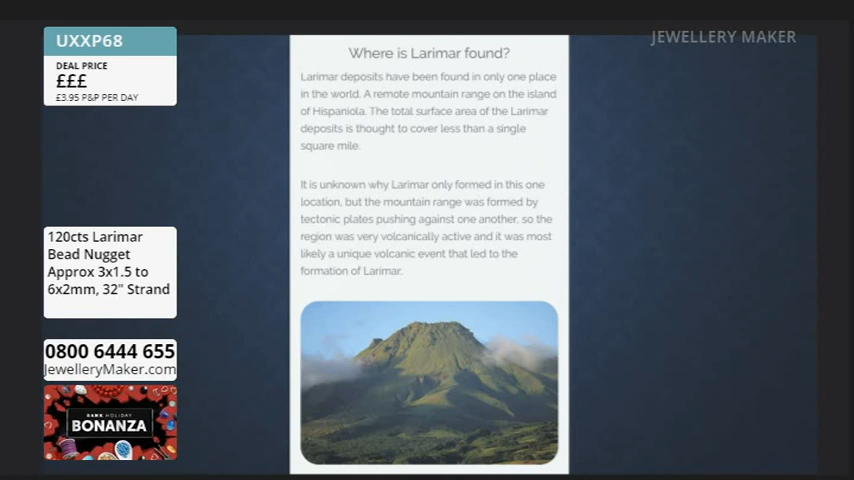 UXXP68
DEAL PRICE
£££
£3.95 P&P PER DAY
JEWELLERY MAKER
Where is Larimar found?
Larimar deposits have been found in only one place
in the world. A remote mountain range on the island
of Hispaniola. The total surface area of the Larimar
deposits is thought to cover less than a single
square mile.
It is unknown why Larimar only formed in this one
location, but the mountain range was formed by
tectonic plates pushing against one another, so the
region was very volcanically active and it was most
likely a unique volcanic event that led to the
formation of Larimar.
120cts Larimar
Bead Nugget
Approx 3x1.5 to
6x2mm, 32" Strand
0800 6444 655
JewelleryMaker.com
BANK HOLIDAY
BONANZA